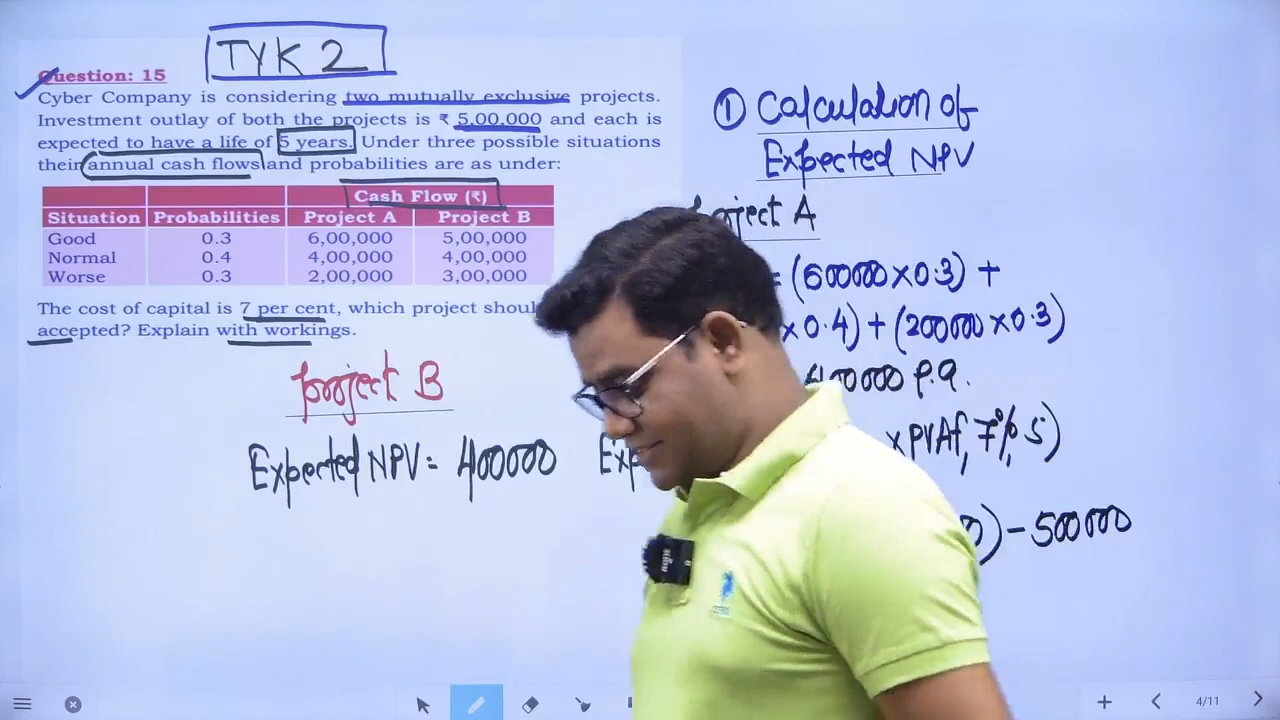 TYK 2
Question: 15
Cyber Company is considering two mutually exclusive projects.
Investment outlay of both the projects is ₹ 5,00,000 and each is
expected to have a life of 5 years. Under three possible situations
their annual cash flows and probabilities are as under:
Cash Flow (₹)
Situation Probabilities Project A Project B
Good 0.3 6,00,000 5,00,000
Normal 0.4 4,00,000 4,00,000
Worse 0.3 2,00,000 3,00,000
The cost of capital is 7 per cent, which project
accepted? Explain with workings.
Project B
Expected NPV = 400000
① Calculation of
Expected NPV
A
= (600000 × 0.3) +
× 0.4) + (200000 × 0.3)
400000 p.a.
× PVAf, 7%, 5)
) - 500000
4/11